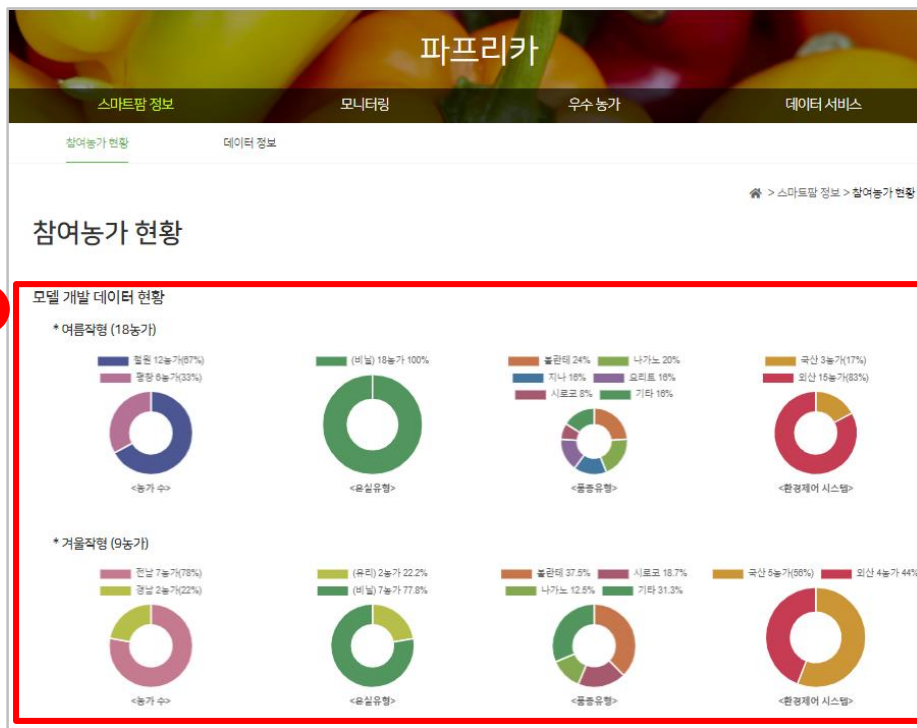 파프리카
스마트팜 정보 모니터링 우수 농가 데이터 서비스
참여농가 현황 데이터 정보
> 스마트팜 정보 > 참여농가 현황
참여농가 현황
모델 개발 데이터 현황
* 여름작형 (18농가)
철원 12농가(67%) (비닐) 18농가 100% 볼란테 24% 나가노 20% 국산 3농가(17%)
평창 6농가(33%) 지나 16% 요리트 16% 외산 15농가(83%)
시로코 8% 기타 16%
<농가 수> <온실유형> <품종유형> <환경제어 시스템>
* 겨울작형 (9농가)
전남 7농가(78%) (유리) 2농가 22.2% 볼란테 37.5% 시로코 18.7% 국산 5농가(56%) 외산 4농가 44%
경남 2농가(22%) (비닐) 7농가 77.8% 나가노 12.5% 기타 31.3%
<농가 수> <온실유형> <품종유형> <환경제어 시스템>